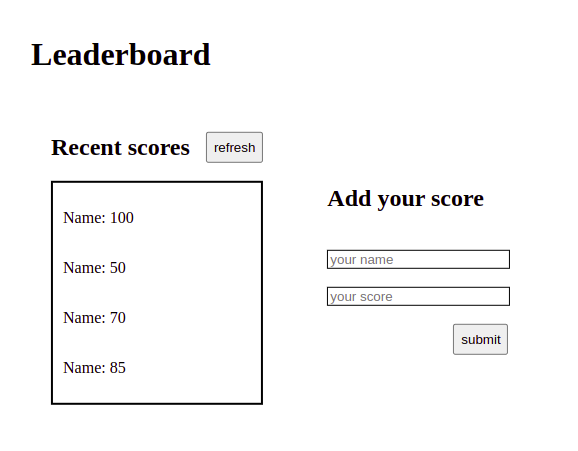 Leaderboard
Recent scores
refresh
Name: 100
Name: 50
Name: 70
Name: 85
Add your score
your name
your score
submit